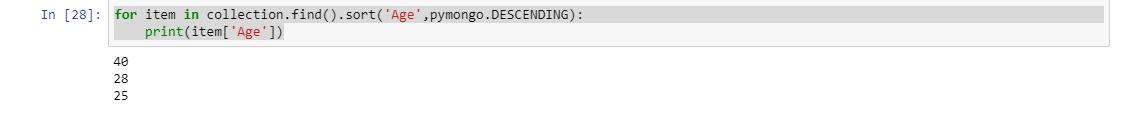 In [28]: for item in collection.find().sort('Age',pymongo.DESCENDING):
    print(item['Age'])
40
28
25